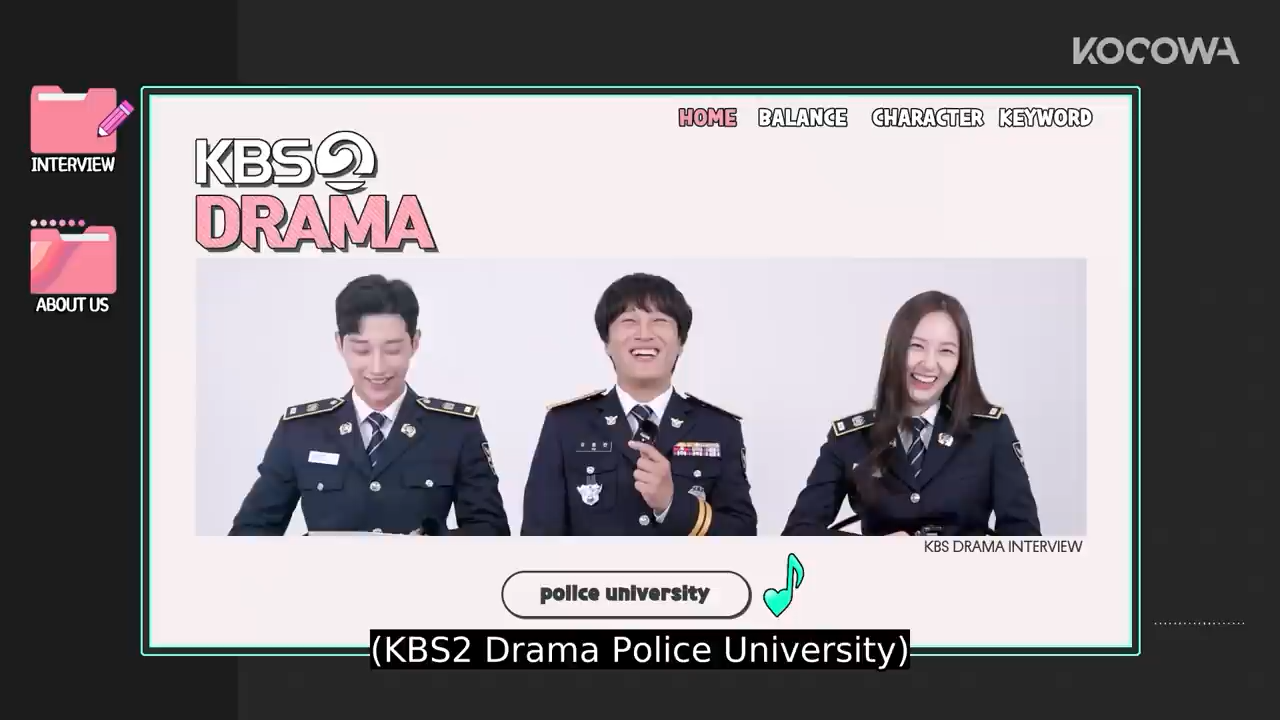 KOCOWA
INTERVIEW
ABOUT US
HOME BALANCE CHARACTER KEYWORD
KBS2
DRAMA
KBS DRAMA INTERVIEW
police university
(KBS2 Drama Police University)